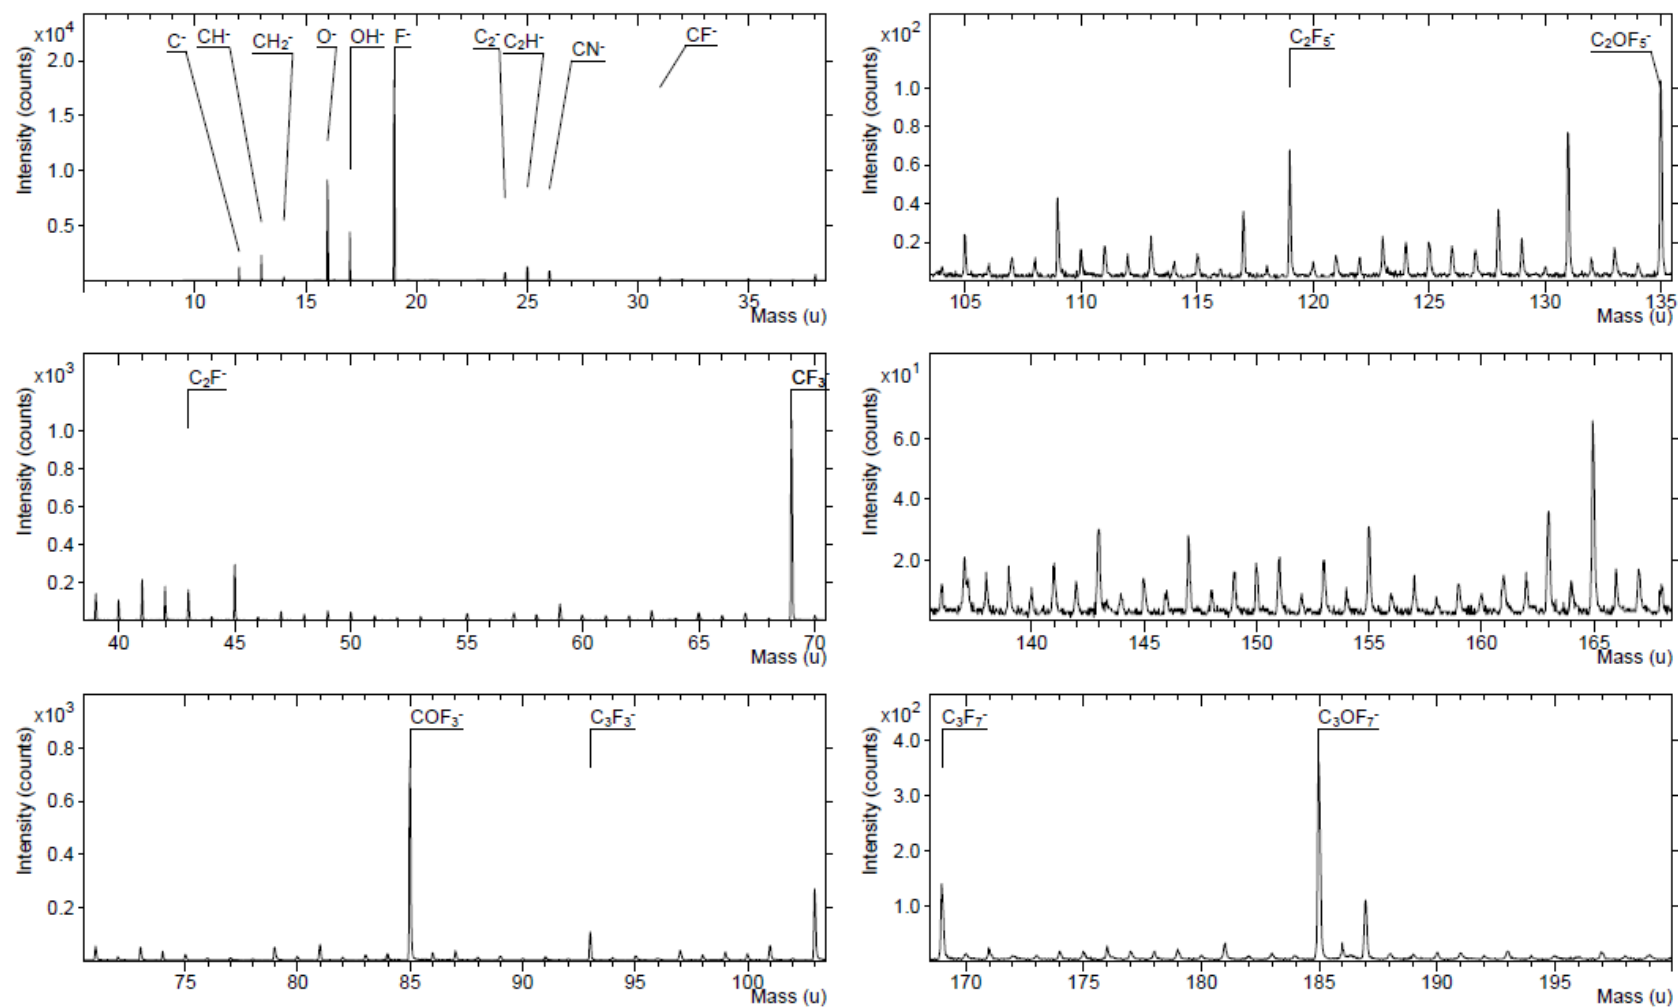 x10⁴
C⁻ CH⁻ CH₂⁻ O⁻ OH⁻ F⁻ C₂⁻ C₂H⁻ CN⁻ CF⁻
Intensity (counts)
2.0
1.5
1.0
0.5
10 15 20 25 30 35
Mass (u)
x10²
C₂F₅⁻ C₂OF₅⁻
Intensity (counts)
1.0
0.8
0.6
0.4
0.2
105 110 115 120 125 130 135
Mass (u)
x10³
C₂F⁻ CF₃
Intensity (counts)
1.0
0.8
0.6
0.4
0.2
40 45 50 55 60 65 70
Mass (u)
x10¹
Intensity (counts)
6.0
4.0
2.0
140 145 150 155 160 165
Mass (u)
x10³
COF₃⁻ C₃F₃⁻
Intensity (counts)
0.8
0.6
0.4
0.2
75 80 85 90 95 100
Mass (u)
x10²
C₃F₇⁻ C₃OF₇⁻
Intensity (counts)
4.0
3.0
2.0
1.0
170 175 180 185 190 195
Mass (u)